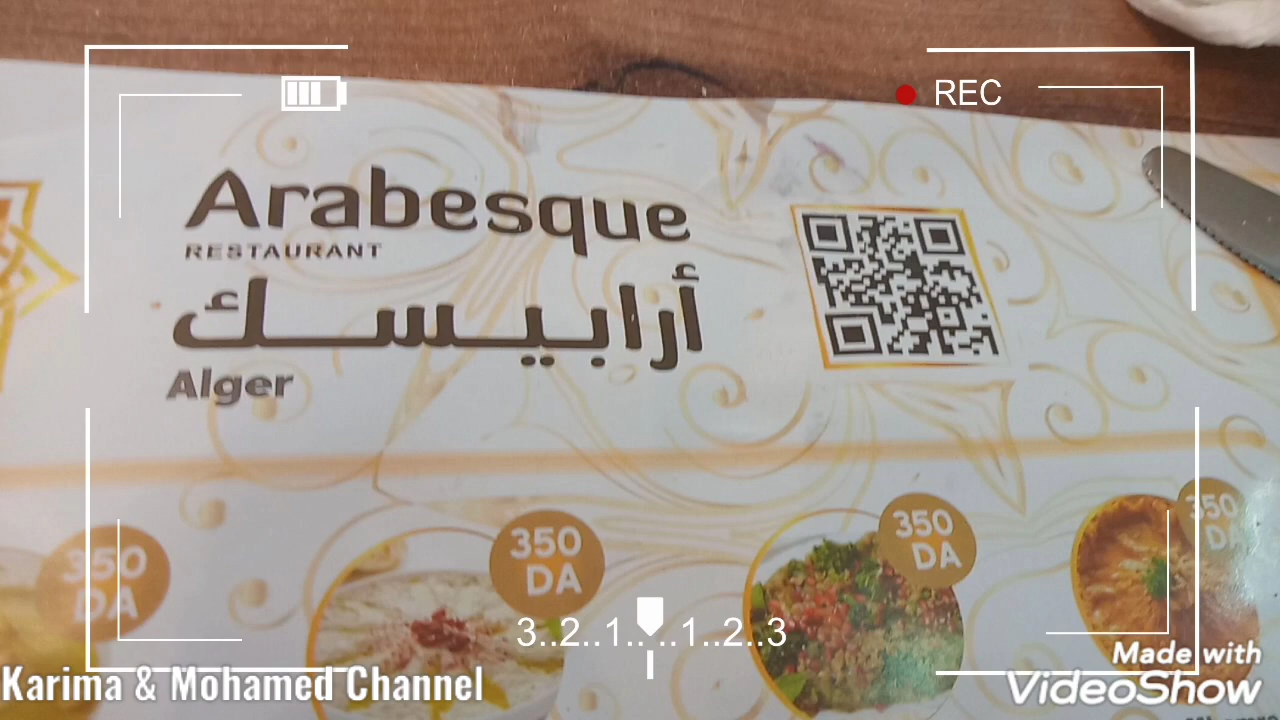 REC
Arabesque
RESTAURANT
أرابيسك
Alger
350
DA
350
DA
350
DA
350
DA
3..2..1.. ..1..2..3
Karima & Mohamed Channel
Made with
VideoShow